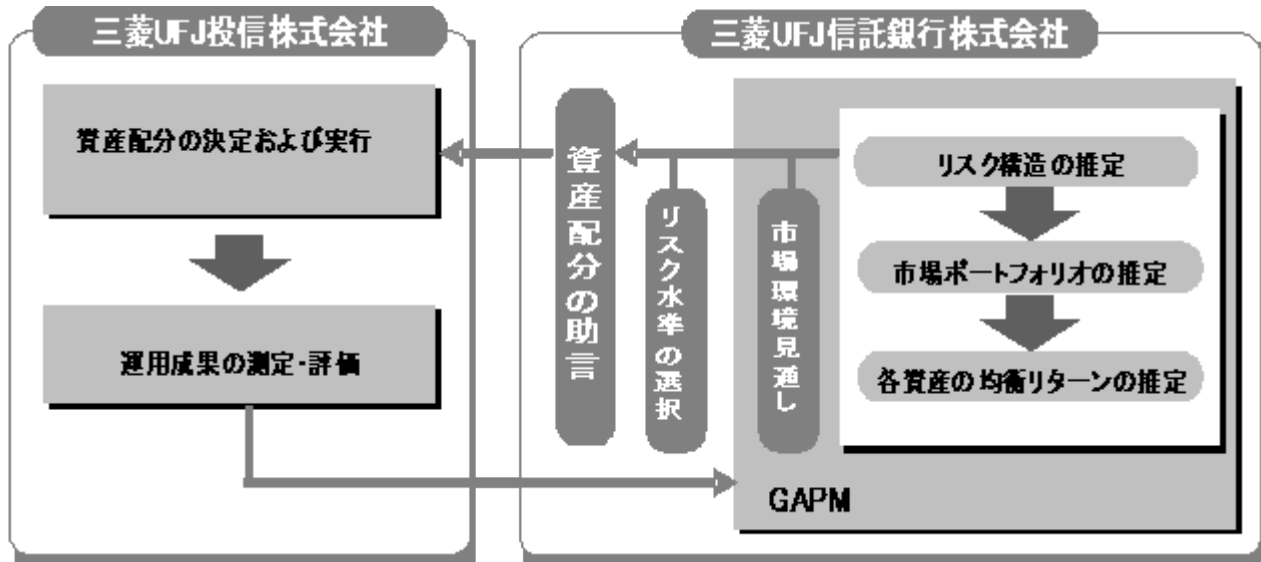 三菱UFJ投信株式会社
資産配分の決定および実行
運用成果の測定・評価
三菱UFJ信託銀行株式会社
資産配分の助言
リスク水準の選択
市場環境見通し
リスク構造の推定
市場ポートフォリオの推定
各資産の均衡リターンの推定
GAPM